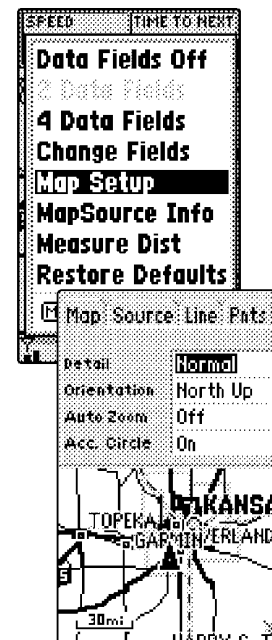 SPEED TIME TO NEXT
Data Fields Off
2 Data Fields
4 Data Fields
Change Fields
Map Setup
MapSource Info
Measure Dist
Restore Defaults
Map Source Line Pnts
Detail Normal
Orientation North Up
Auto Zoom Off
Acc. Circle On
KANSA
TOPEKA
GARMIN ERLAND
30mi
HARRY S T